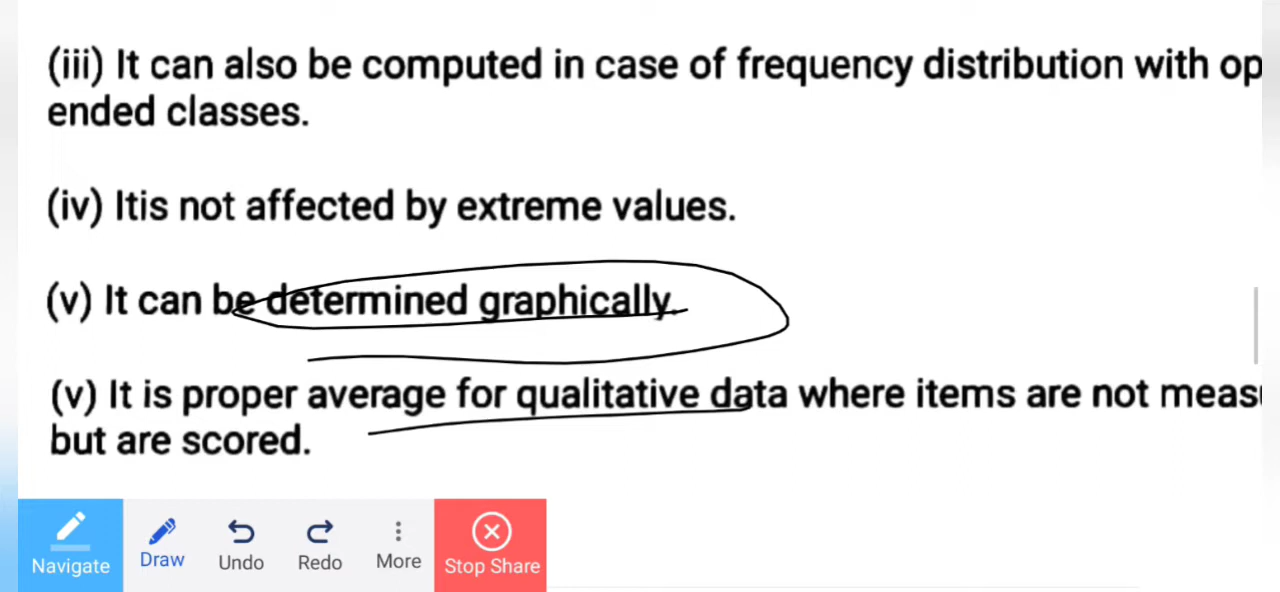 (iii) It can also be computed in case of frequency distribution with op
ended classes.
(iv) Itis not affected by extreme values.
(v) It can be determined graphically.
(v) It is proper average for qualitative data where items are not meas
but are scored.
Navigate Draw Undo Redo More Stop Share